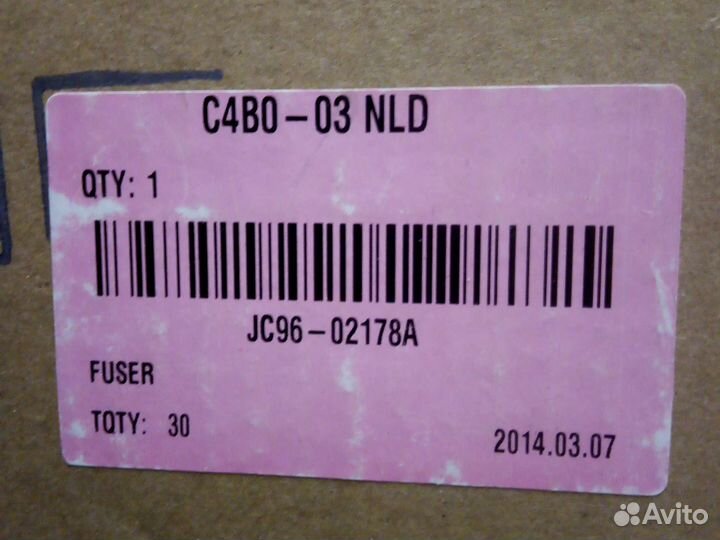 C4B0-03 NLD
QTY: 1
JC96-02178A
FUSER
TQTY: 30
2014.03.07
Avito